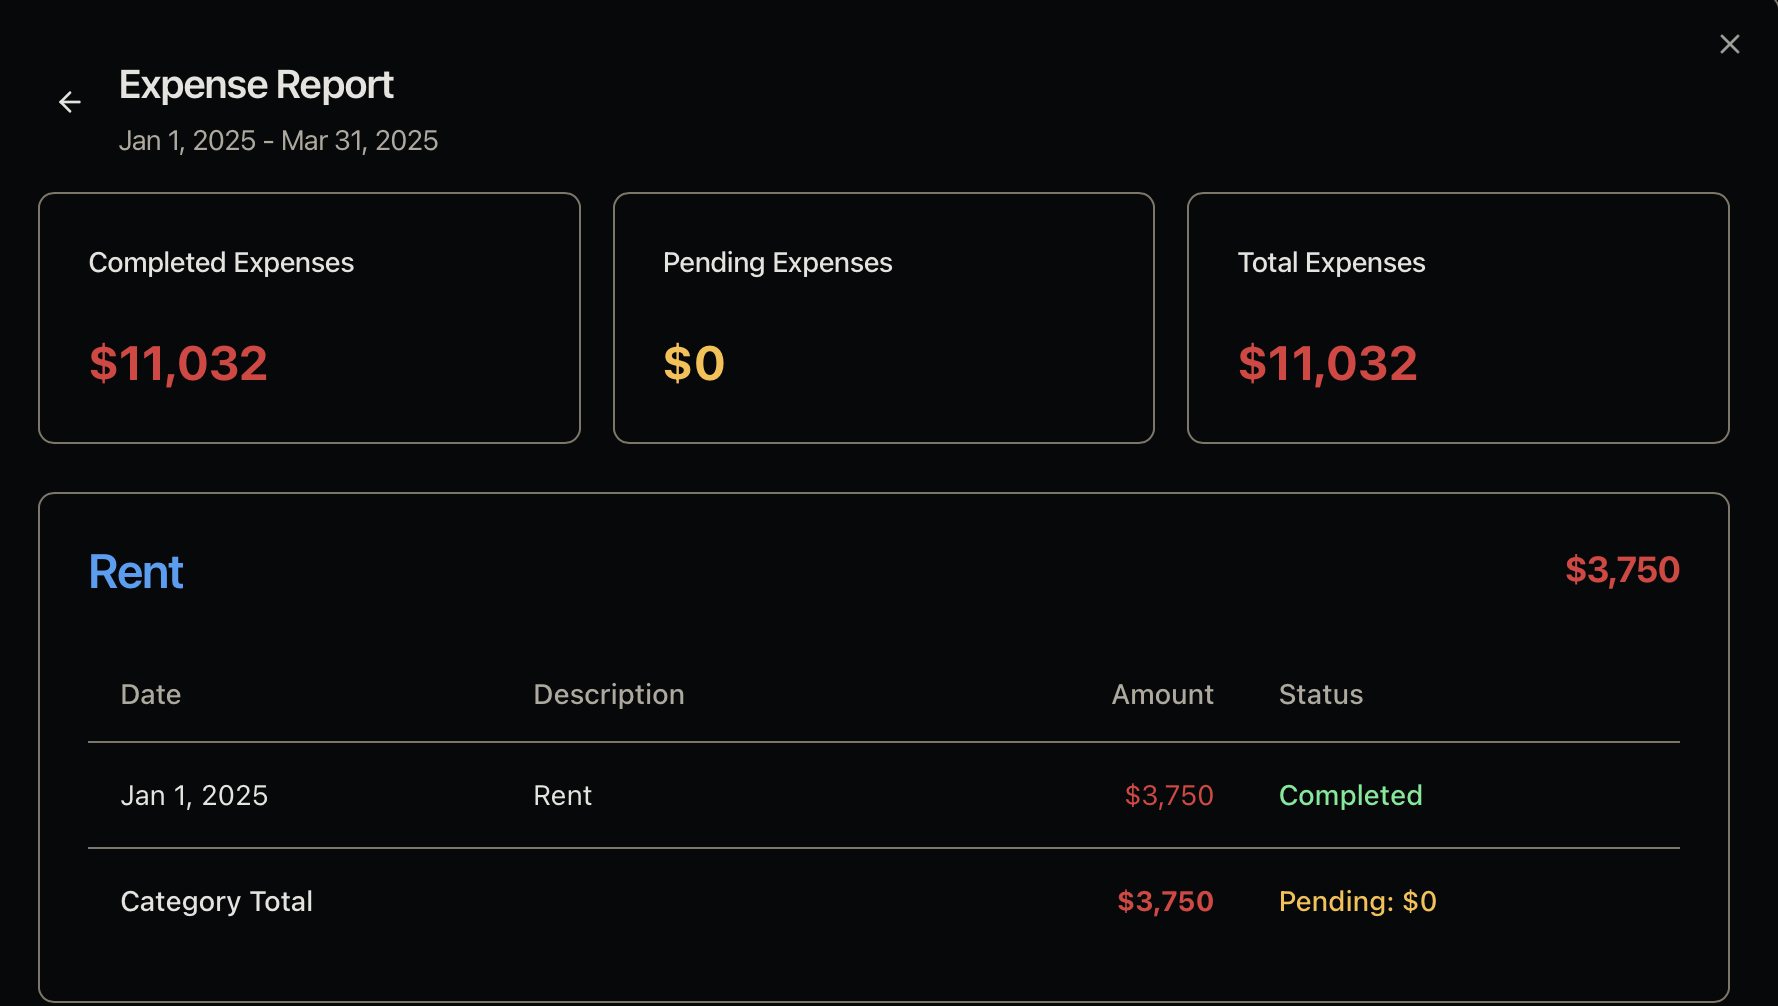 Expense Report
Jan 1, 2025 - Mar 31, 2025
Completed Expenses
$11,032
Pending Expenses
$0
Total Expenses
$11,032
Rent $3,750
Date Description Amount Status
Jan 1, 2025 Rent $3,750 Completed
Category Total $3,750 Pending: $0